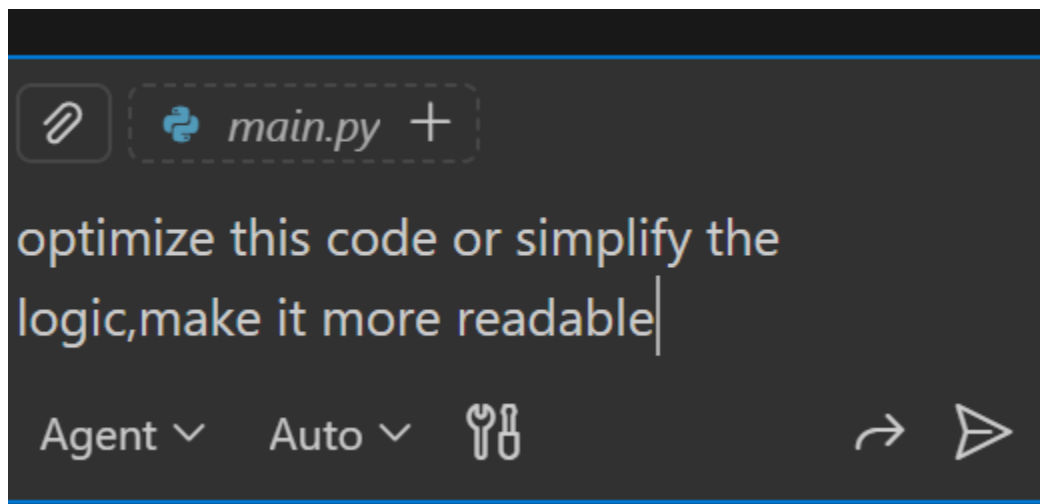 main.py
optimize this code or simplify the
logic,make it more readable
Agent Auto